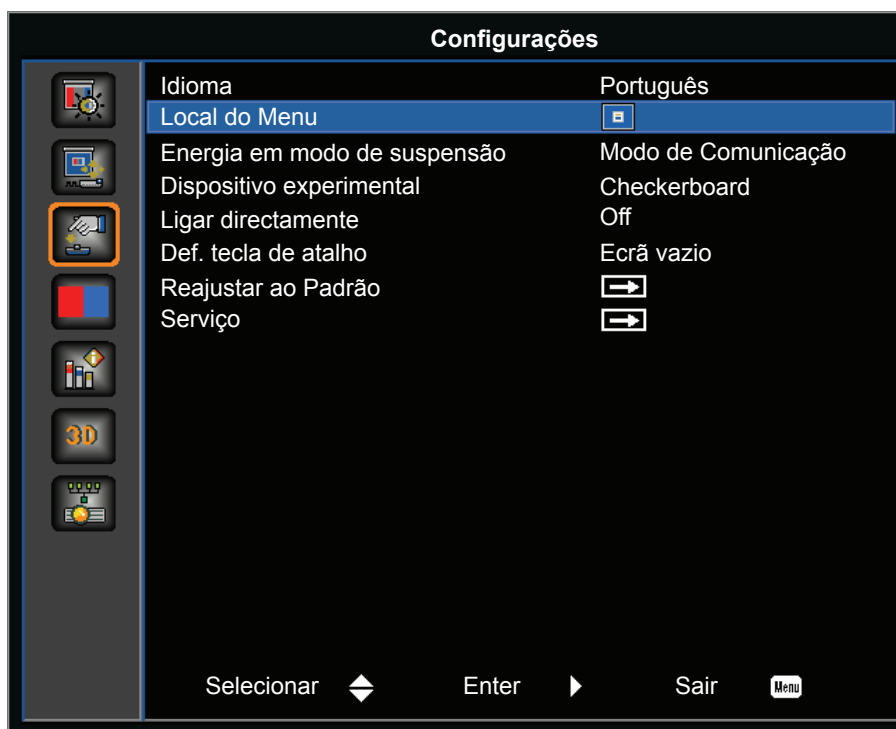 Configurações
Idioma Português
Local do Menu
Energia em modo de suspensão Modo de Comunicação
Dispositivo experimental Checkerboard
Ligar directamente Off
Def. tecla de atalho Ecrã vazio
Reajustar ao Padrão
Serviço
3D
Selecionar Enter Sair Menu